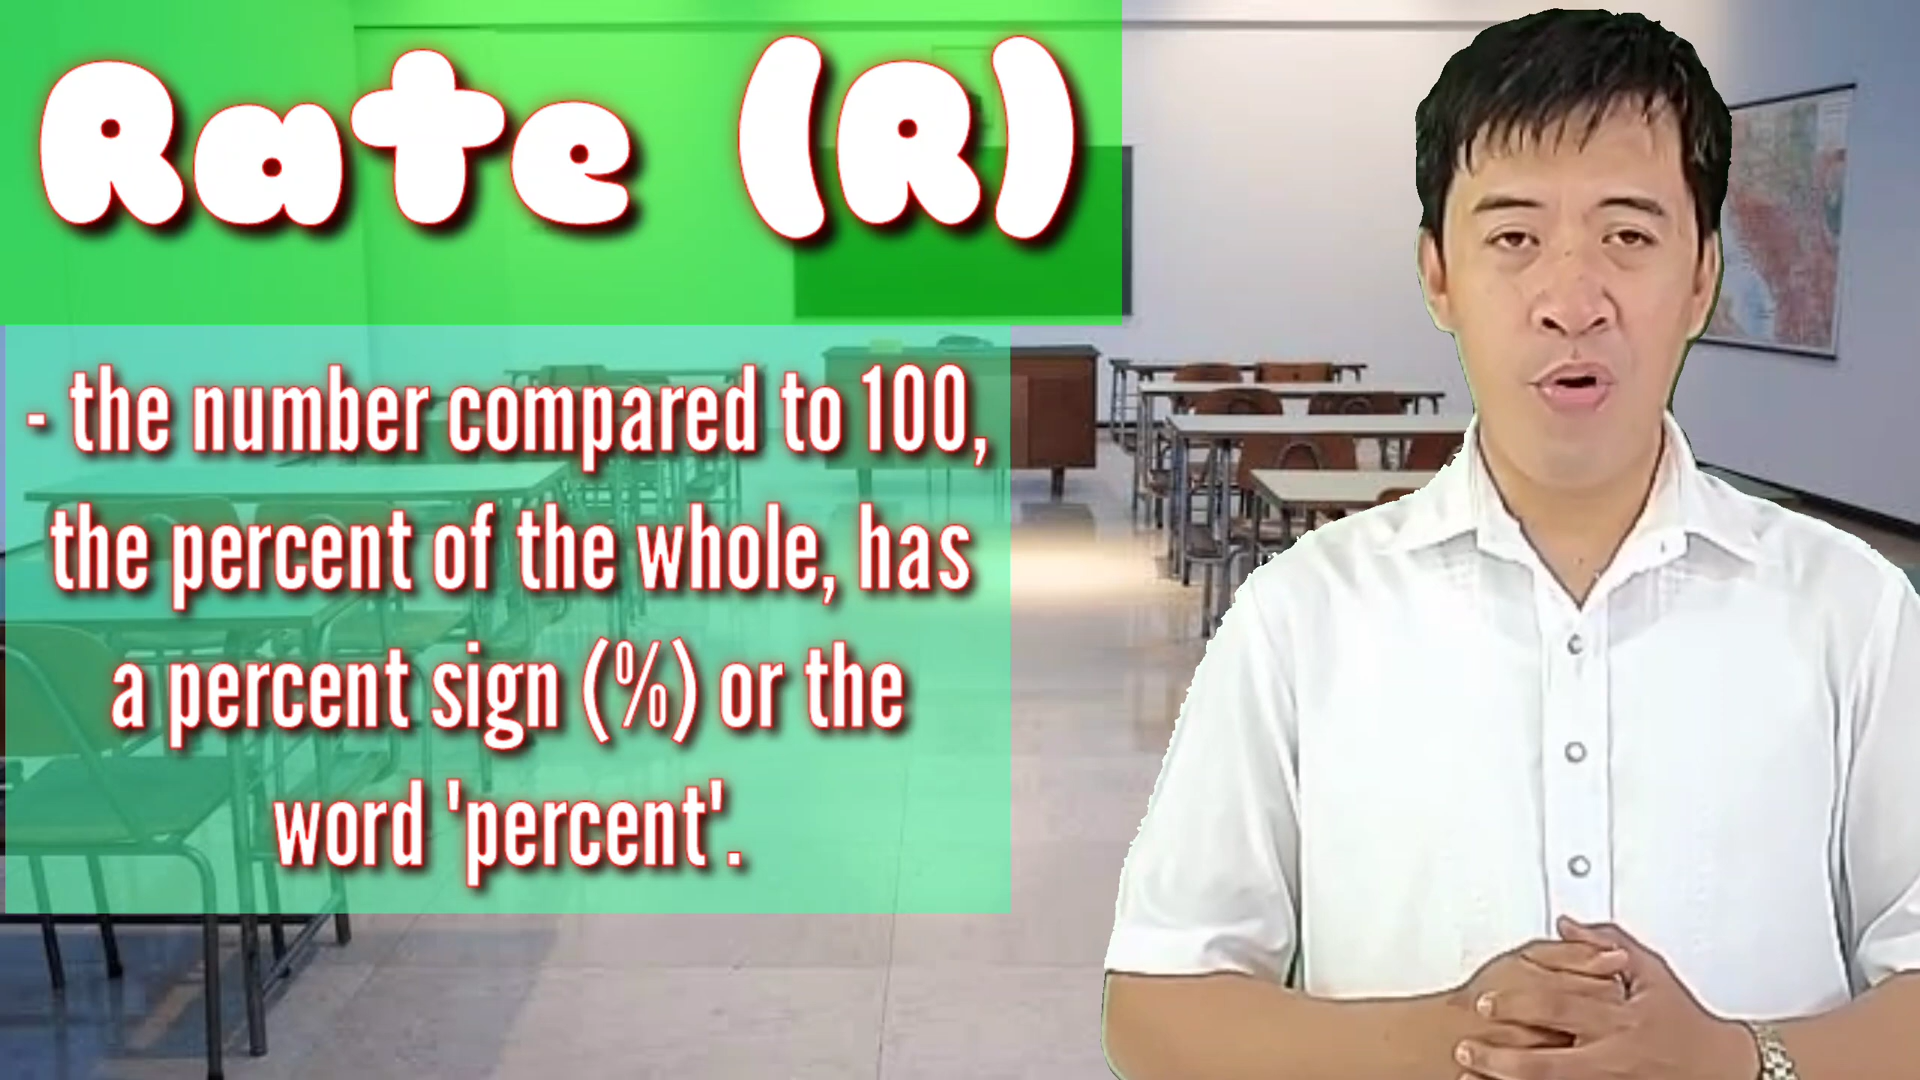 Rate (R)
- the number compared to 100,
the percent of the whole, has
a percent sign (%) or the
word 'percent'.